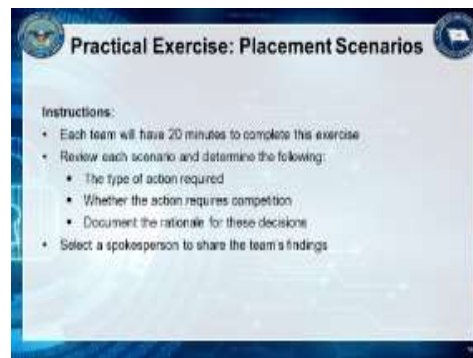 Practical Exercise: Placement Scenarios
Instructions:
• Each team will have 20 minutes to complete this exercise
• Review each scenario and determine the following:
• The type of action required
• Whether the action requires competition
• Document the rationale for these decisions
• Select a spokesperson to share the team's findings